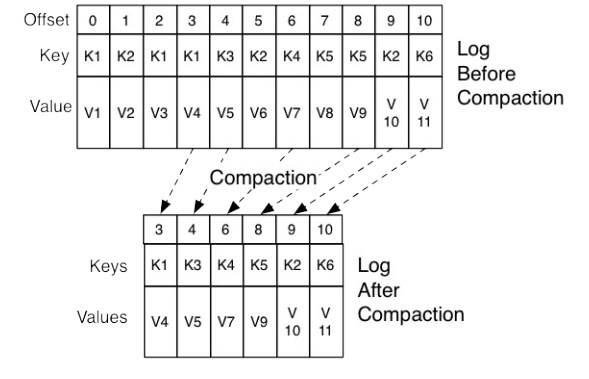 Offset 0 1 2 3 4 5 6 7 8 9 10
Key K1 K2 K1 K1 K3 K2 K4 K5 K5 K2 K6
Value V1 V2 V3 V4 V5 V6 V7 V8 V9 V 10 V 11
Log
Before
Compaction
Compaction
3 4 6 8 9 10
Keys K1 K3 K4 K5 K2 K6
Values V4 V5 V7 V9 V 10 V 11
Log
After
Compaction